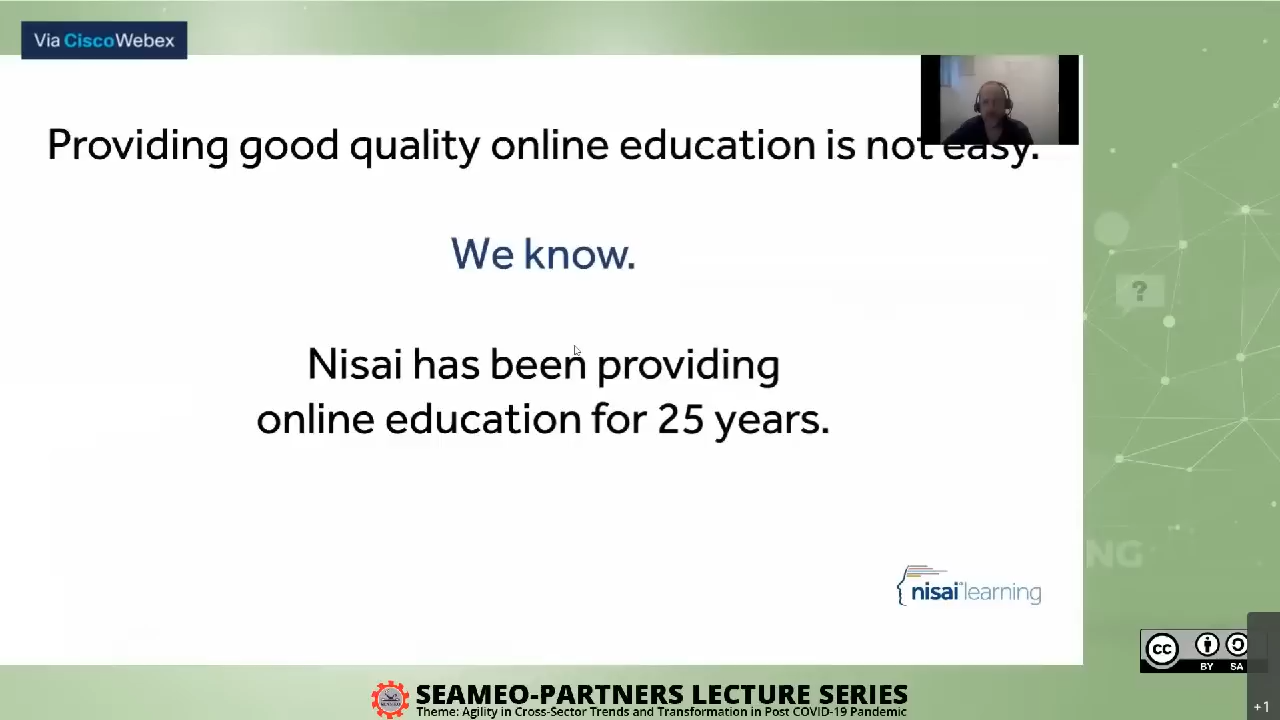 Via CiscoWebex
Providing good quality online education is not easy.
We know.
?
Nisai has been providing
online education for 25 years.
NG
nisai learning
cc
BY SA
SEAMEO-PARTNERS LECTURE SERIES
Theme: Agility in Cross-Sector Trends and Transformation in Post COVID-19 Pandemic
+1